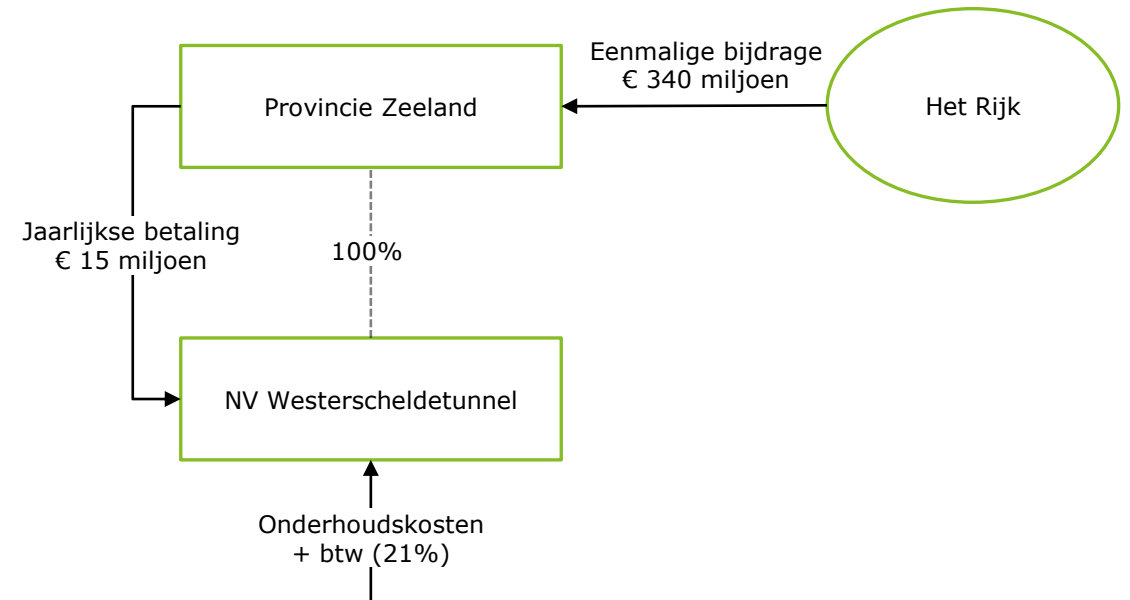 Eenmalige bijdrage
€ 340 miljoen
Provincie Zeeland
Het Rijk
Jaarlijkse betaling
€ 15 miljoen
100%
NV Westerscheldetunnel
Onderhoudskosten
+ btw (21%)